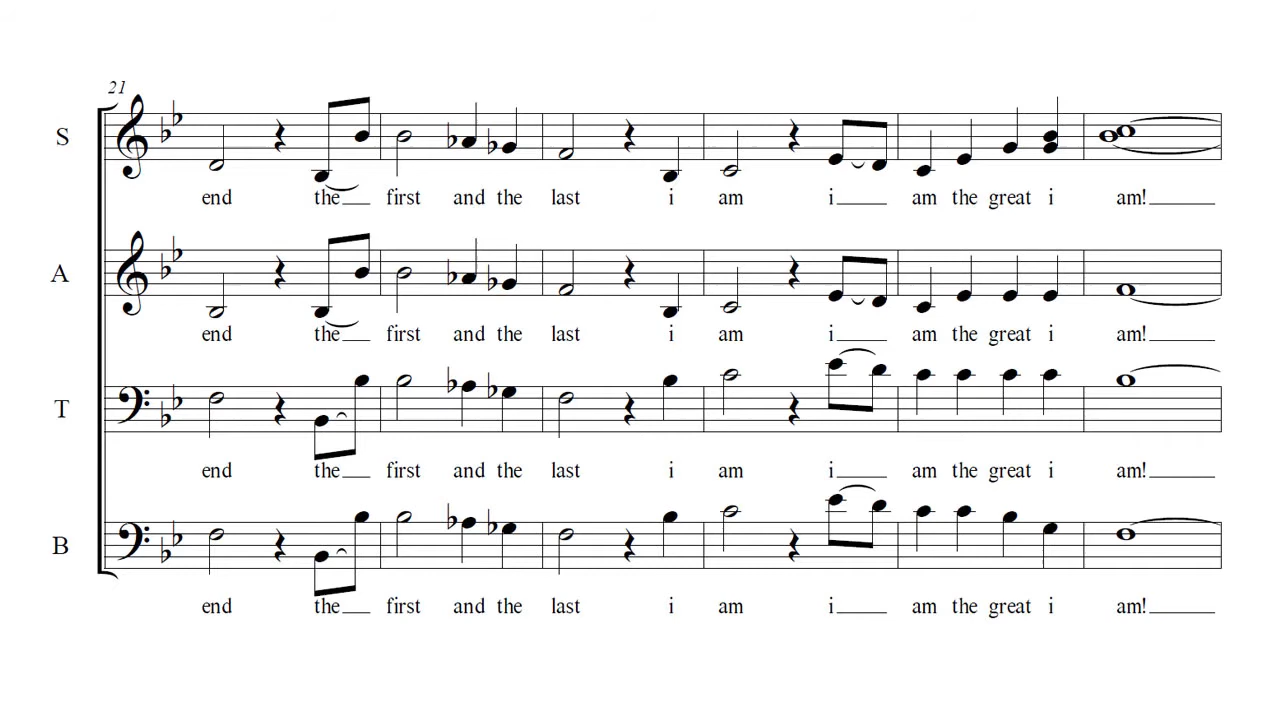 21
S
end the first and the last i am i am the great i am!
A
end the first and the last i am i am the great i am!
T
end the first and the last i am i am the great i am!
B
end the first and the last i am i am the great i am!